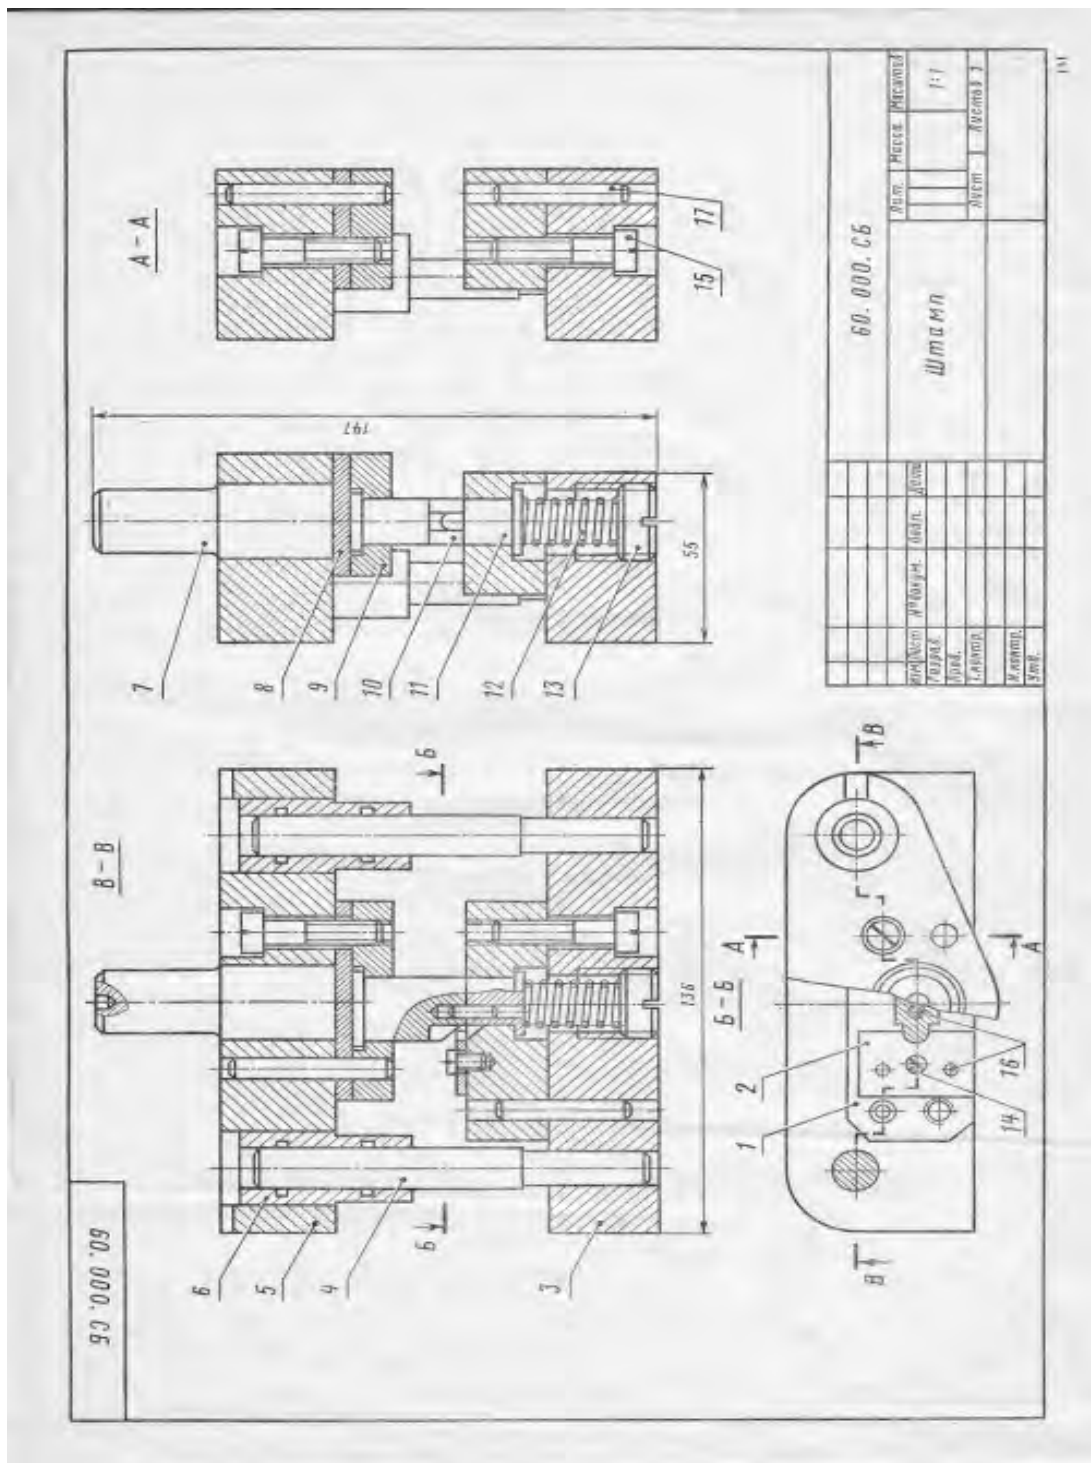 60. 000. СБ
В - В
А - А
7
8
9
10
11
12
13
147
55
17
15
6
5
4
3
Б
Б
136
Б - Б
А
А
В
В
1
2
14
16
60. 000. СБ
Штамп
Лит.
Масса
Масштаб
1:1
Лист
Листов 1
Изм
Лист
№ докум.
Подп.
Дата
Разраб.
Пров.
Т.контр.
Н.контр.
Утв.